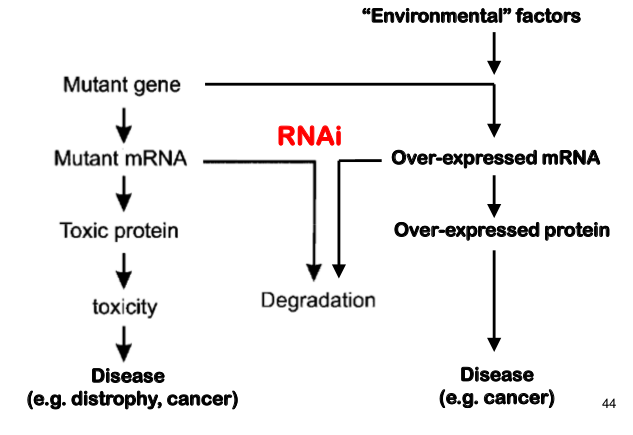 “Environmental” factors
Mutant gene
RNAi
Mutant mRNA
Over-expressed mRNA
Toxic protein
Over-expressed protein
toxicity
Degradation
Disease
(e.g. distrophy, cancer)
Disease
(e.g. cancer)
44